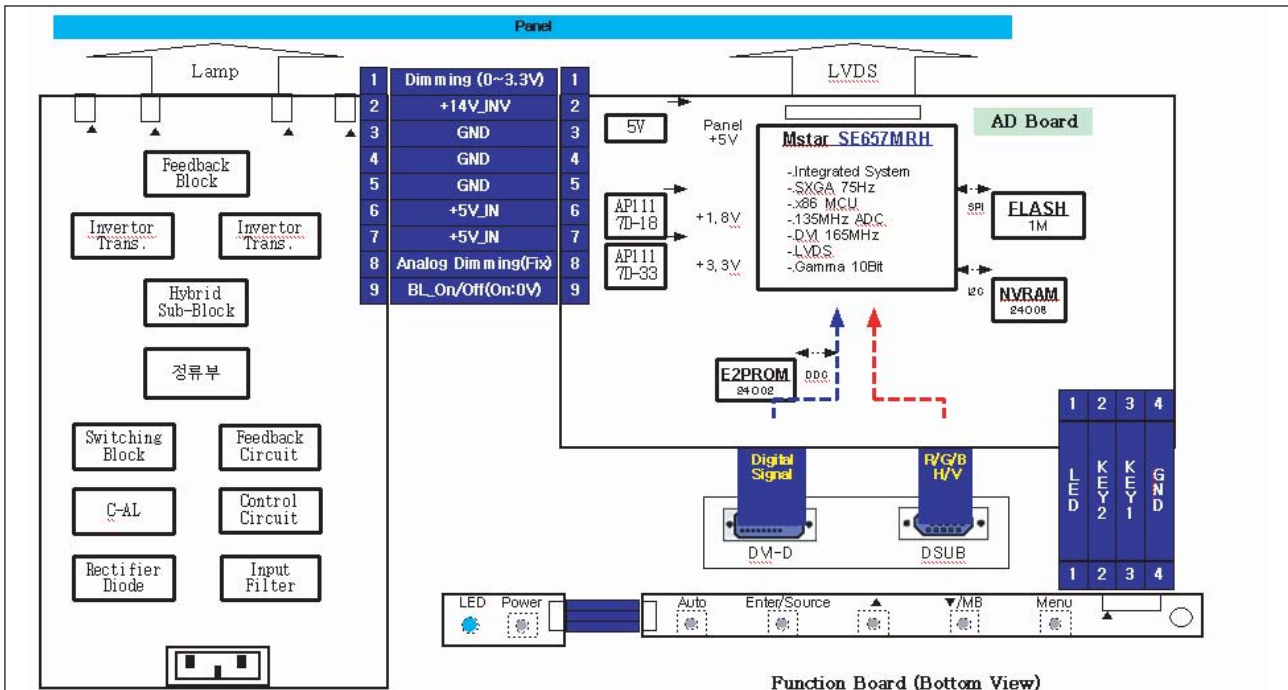 Panel
Lamp
LVDS
Feedback
Block
Invertor
Trans.
Invertor
Trans.
Hybrid
Sub-Block
정류부
Switching
Block
Feedback
Circuit
C-AL
Control
Circuit
Rectifier
Diode
Input
Filter
1 Dimming (0~3.3V) 1
2 +14V_INV 2
3 GND 3
4 GND 4
5 GND 5
6 +5V_IN 6
7 +5V_IN 7
8 Analog Dimming(Fix) 8
9 BL_On/Off(On:0V) 9
5V
Panel
+5V
AP111
7D-18
+1,8V
AP111
7D-33
+3,3V
AD Board
Mstar SE657MRH
-.Integrated System
-.SXGA 75Hz
-.x86 MCU
-.135MHz ADC
-.DVI 165MHz
-.LVDS
-.Gamma 10Bit
SPI
FLASH
1M
I2C
NVRAM
24C08
E2PROM
24C02
DDC
Digital
Signal
R/G/B
H/V
DVI-D
DSUB
1 2 3 4
LED
KEY2
KEY1
GND
1 2 3 4
LED
Power
Auto
Enter/Source
▲
▼/MB
Menu
Function Board (Bottom View)